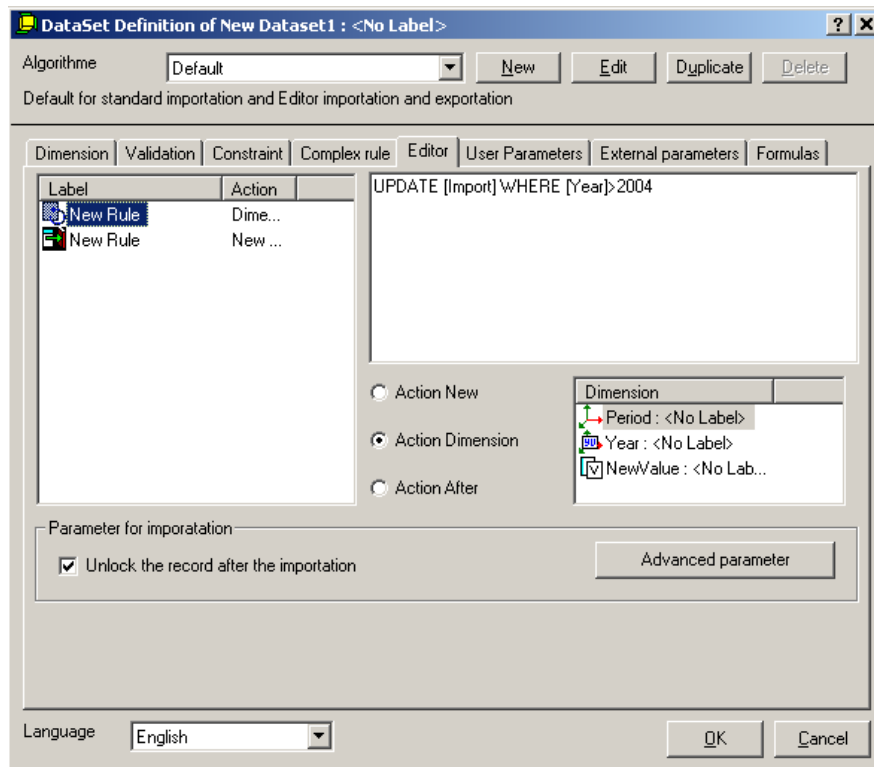 DataSet Definition of New Dataset1 : <No Label>
Algorithme Default New Edit Duplicate Delete
Default for standard importation and Editor importation and exportation
Dimension Validation Constraint Complex rule Editor User Parameters External parameters Formulas
Label Action
New Rule Dime...
New Rule New ...
UPDATE [Import] WHERE [Year]>2004
Action New
Action Dimension
Action After
Dimension
Period : <No Label>
Year : <No Label>
NewValue : <No Lab...
Parameter for imporatation
Unlock the record after the importation
Advanced parameter
Language English
OK Cancel